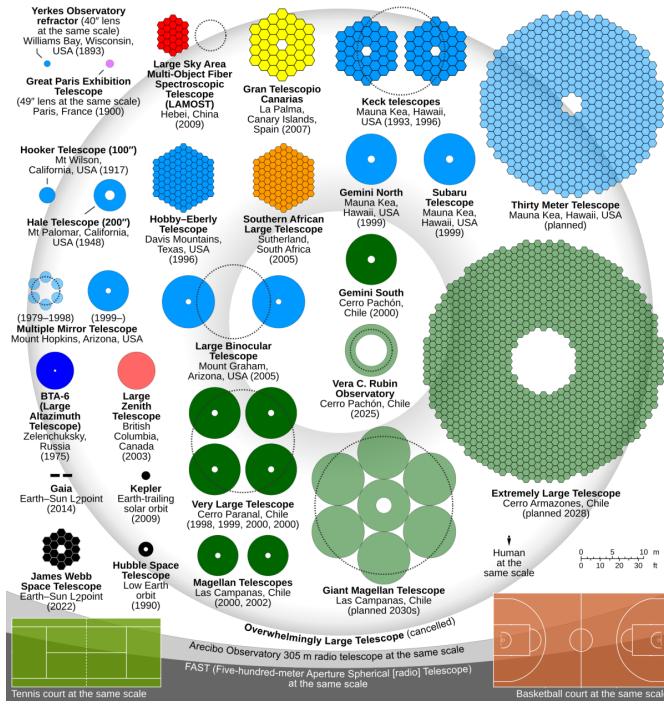 Yerkes Observatory
refractor (40″ lens
at the same scale)
Williams Bay, Wisconsin,
USA (1893)
Great Paris Exhibition
Telescope
(49″ lens at the same scale)
Paris, France (1900)
Large Sky Area
Multi-Object Fiber
Spectroscopic
Telescope
(LAMOST)
Hebei, China
(2009)
Gran Telescopio
Canarias
La Palma,
Canary Islands,
Spain (2007)
Keck telescopes
Mauna Kea, Hawaii,
USA (1993, 1996)
Thirty Meter Telescope
Mauna Kea, Hawaii, USA
(planned)
Hooker Telescope (100″)
Mt Wilson,
California, USA (1917)
Hale Telescope (200″)
Mt Palomar, California,
USA (1948)
Hobby–Eberly
Telescope
Davis Mountains,
Texas, USA
(1996)
Southern African
Large Telescope
Sutherland,
South Africa
(2005)
Gemini North
Mauna Kea,
Hawaii, USA
(1999)
Subaru
Telescope
Mauna Kea,
Hawaii, USA
(1999)
Gemini South
Cerro Pachón,
Chile (2000)
(1979–1998) (1999–)
Multiple Mirror Telescope
Mount Hopkins, Arizona, USA
Large Binocular
Telescope
Mount Graham,
Arizona, USA (2005)
Vera C. Rubin
Observatory
Cerro Pachón, Chile
(2025)
BTA-6
(Large
Altazimuth
Telescope)
Zelenchuksky,
Russia
(1975)
Large
Zenith
Telescope
British
Columbia,
Canada
(2003)
Extremely Large Telescope
Cerro Armazones, Chile
(planned 2028)
Gaia
Earth–Sun L2point
(2014)
Kepler
Earth-trailing
solar orbit
(2009)
Very Large Telescope
Cerro Paranal, Chile
(1998, 1999, 2000, 2000)
James Webb
Space Telescope
Earth–Sun L2point
(2022)
Hubble Space
Telescope
Low Earth
orbit
(1990)
Magellan Telescopes
Las Campanas, Chile
(2000, 2002)
Giant Magellan Telescope
Las Campanas, Chile
(planned 2030s)
Human
at the
same scale
0 5 10 m
0 10 20 30 ft
Overwhelmingly Large Telescope (cancelled)
Arecibo Observatory 305 m radio telescope at the same scale
FAST (Five-hundred-meter Aperture Spherical [radio] Telescope)
at the same scale
Tennis court at the same scale
Basketball court at the same scale